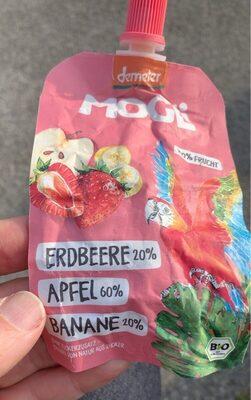 demeter
MOGLi
100% FRUCHT
ERDBEERE 20%
APFEL 60%
BANANE 20%
BIO